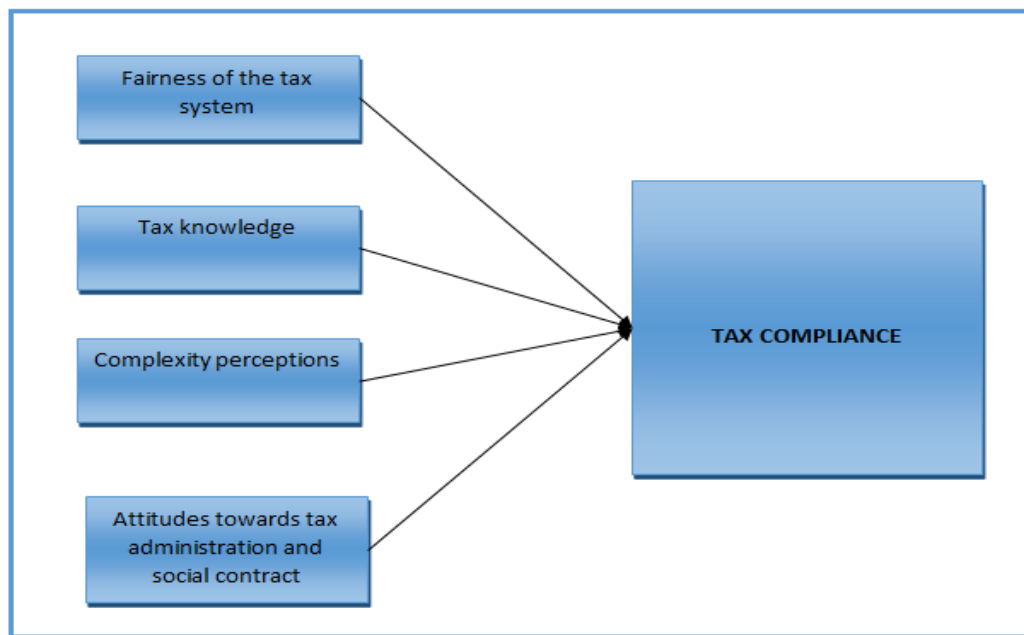 Fairness of the tax
system
Tax knowledge
Complexity perceptions
Attitudes towards tax
administration and
social contract
TAX COMPLIANCE